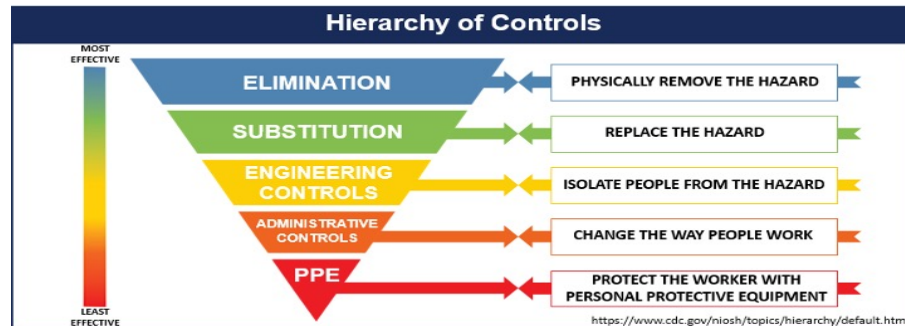 Hierarchy of Controls
MOST
EFFECTIVE
ELIMINATION
PHYSICALLY REMOVE THE HAZARD
SUBSTITUTION
REPLACE THE HAZARD
ENGINEERING
CONTROLS
ISOLATE PEOPLE FROM THE HAZARD
ADMINISTRATIVE
CONTROLS
CHANGE THE WAY PEOPLE WORK
PPE
PROTECT THE WORKER WITH
PERSONAL PROTECTIVE EQUIPMENT
LEAST
EFFECTIVE
https://www.cdc.gov/niosh/topics/hierarchy/default.htm